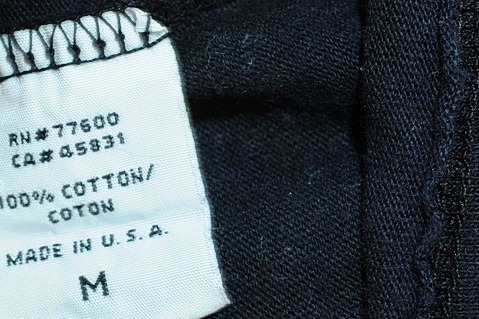 RN#77600
CA#45831
100% COTTON/
COTON
MADE IN U.S.A.
M